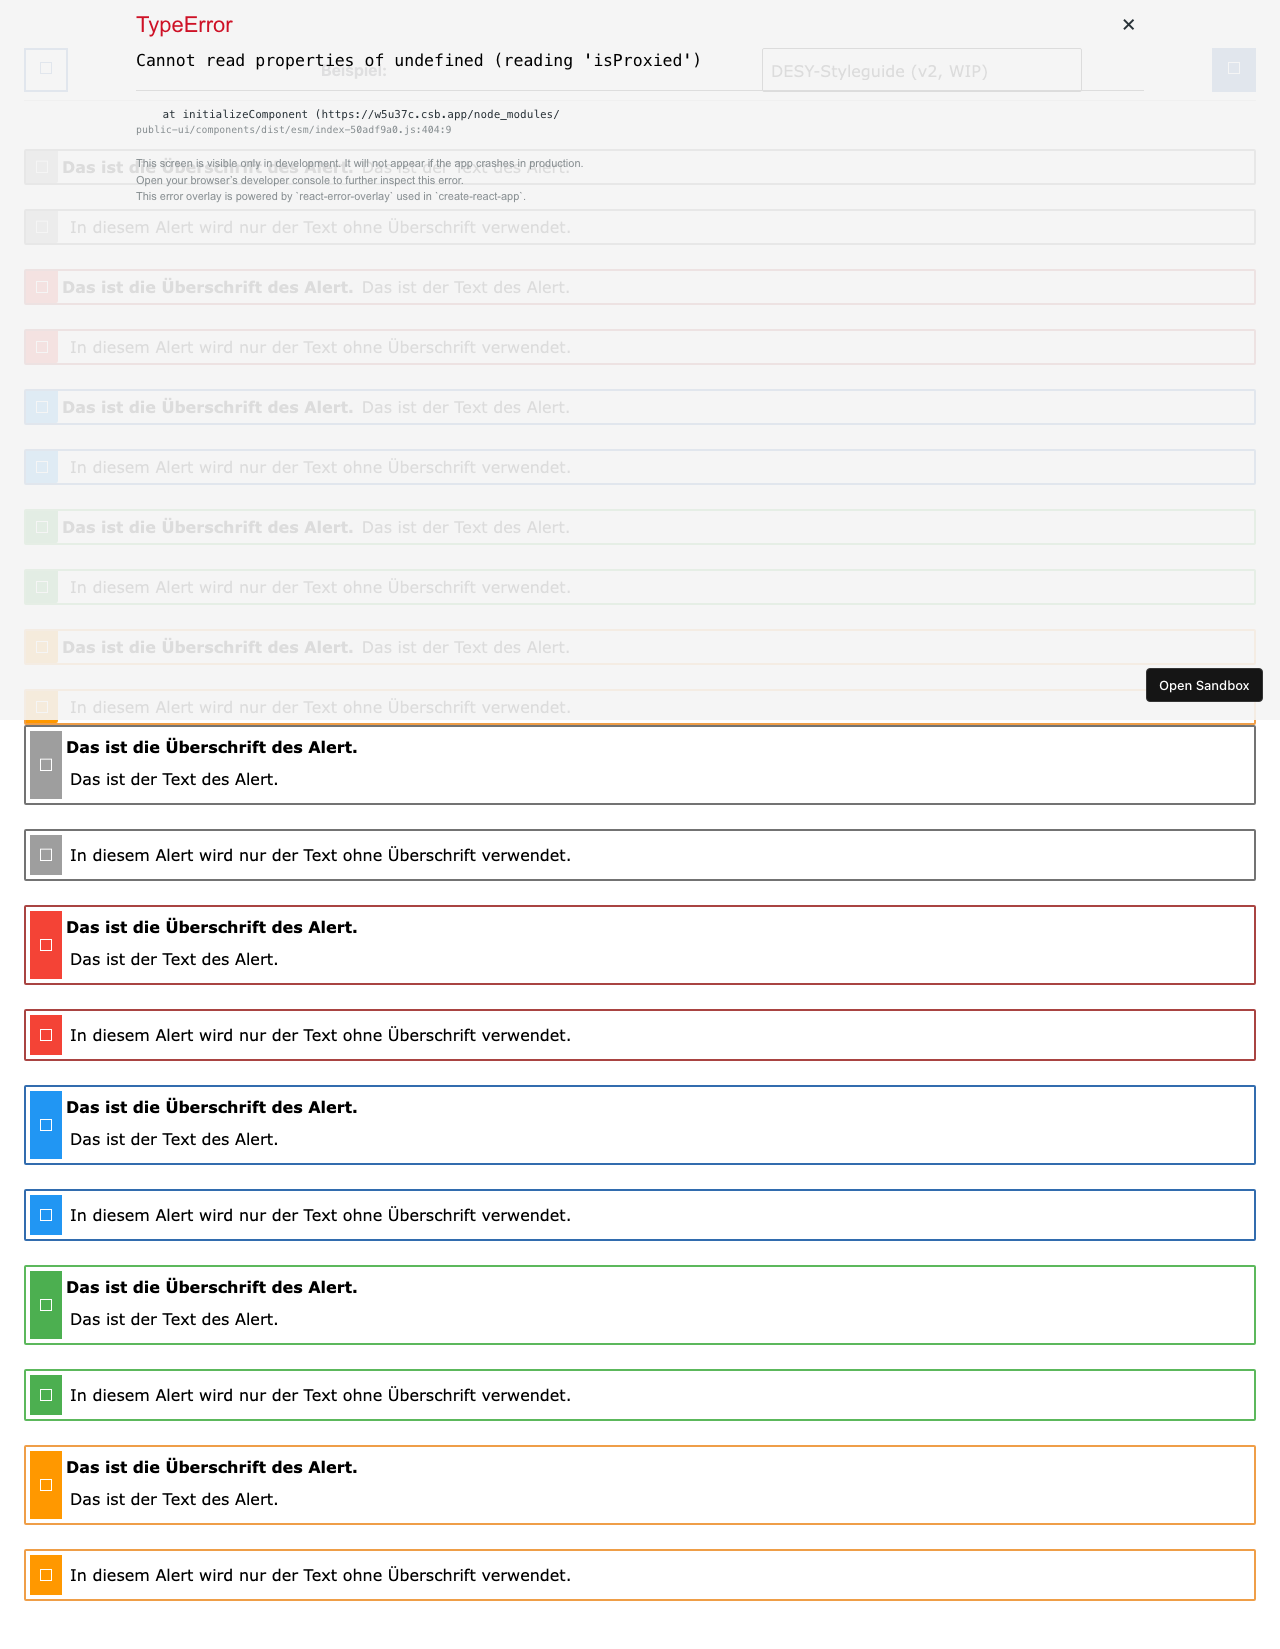 TypeError
✕
Cannot read properties of undefined (reading 'isProxied')
Beispiel:
DESY-Styleguide (v2, WIP)
at initializeComponent (https://w5u37c.csb.app/node_modules/
public-ui/components/dist/esm/index-50adf9a0.js:404:9
This screen is visible only in development. It will not appear if the app crashes in production.
Das ist die Überschrift des Alert. Das ist der Text des Alert.
Open your browser's developer console to further inspect this error.
This error overlay is powered by `react-error-overlay` used in `create-react-app`.
In diesem Alert wird nur der Text ohne Überschrift verwendet.
Das ist die Überschrift des Alert. Das ist der Text des Alert.
In diesem Alert wird nur der Text ohne Überschrift verwendet.
Das ist die Überschrift des Alert. Das ist der Text des Alert.
In diesem Alert wird nur der Text ohne Überschrift verwendet.
Das ist die Überschrift des Alert. Das ist der Text des Alert.
In diesem Alert wird nur der Text ohne Überschrift verwendet.
Das ist die Überschrift des Alert. Das ist der Text des Alert.
Open Sandbox
In diesem Alert wird nur der Text ohne Überschrift verwendet.
Das ist die Überschrift des Alert.
Das ist der Text des Alert.
In diesem Alert wird nur der Text ohne Überschrift verwendet.
Das ist die Überschrift des Alert.
Das ist der Text des Alert.
In diesem Alert wird nur der Text ohne Überschrift verwendet.
Das ist die Überschrift des Alert.
Das ist der Text des Alert.
In diesem Alert wird nur der Text ohne Überschrift verwendet.
Das ist die Überschrift des Alert.
Das ist der Text des Alert.
In diesem Alert wird nur der Text ohne Überschrift verwendet.
Das ist die Überschrift des Alert.
Das ist der Text des Alert.
In diesem Alert wird nur der Text ohne Überschrift verwendet.